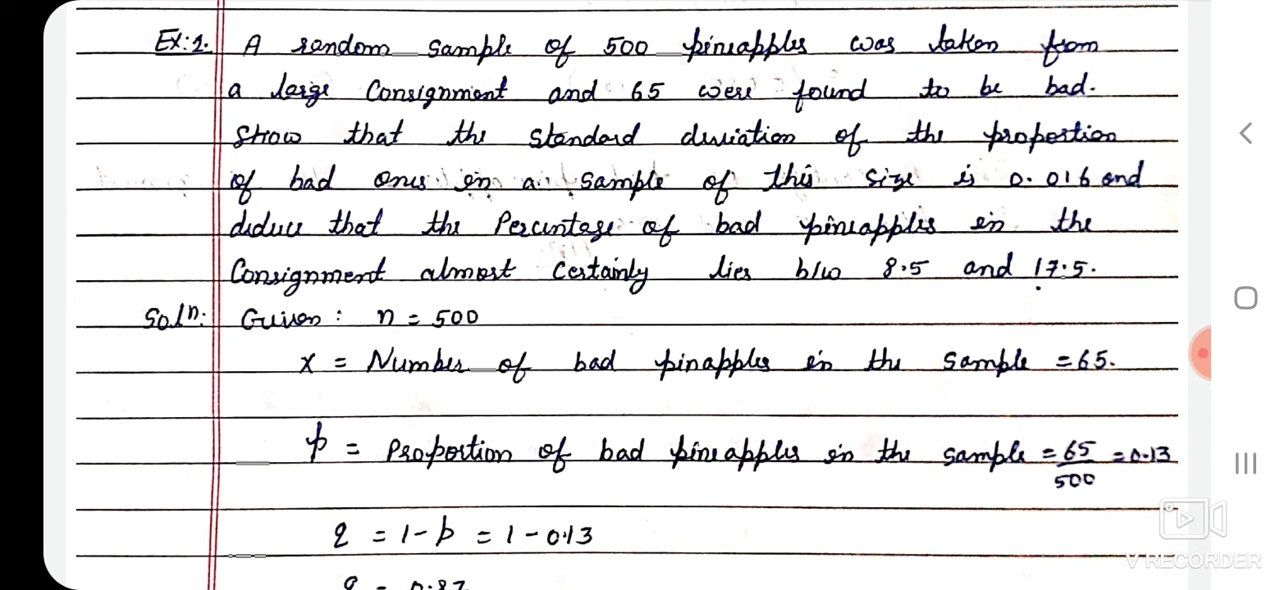 Ex:1. A random sample of 500 pineapples was taken from
a large Consignment and 65 were found to be bad.
Show that the standard deviation of the proportion
of bad ones in a sample of this size is 0.016 and
deduce that the Percentage of bad pineapples in the
Consignment almost Certainly lies b/w 8.5 and 17.5.
Soln: Given: n = 500
x = Number of bad pinapples in the sample = 65.
p = Proportion of bad pineapples in the sample = 65/500 = 0.13
q = 1 - p = 1 - 0.13
q = 0.87
V RECORDER